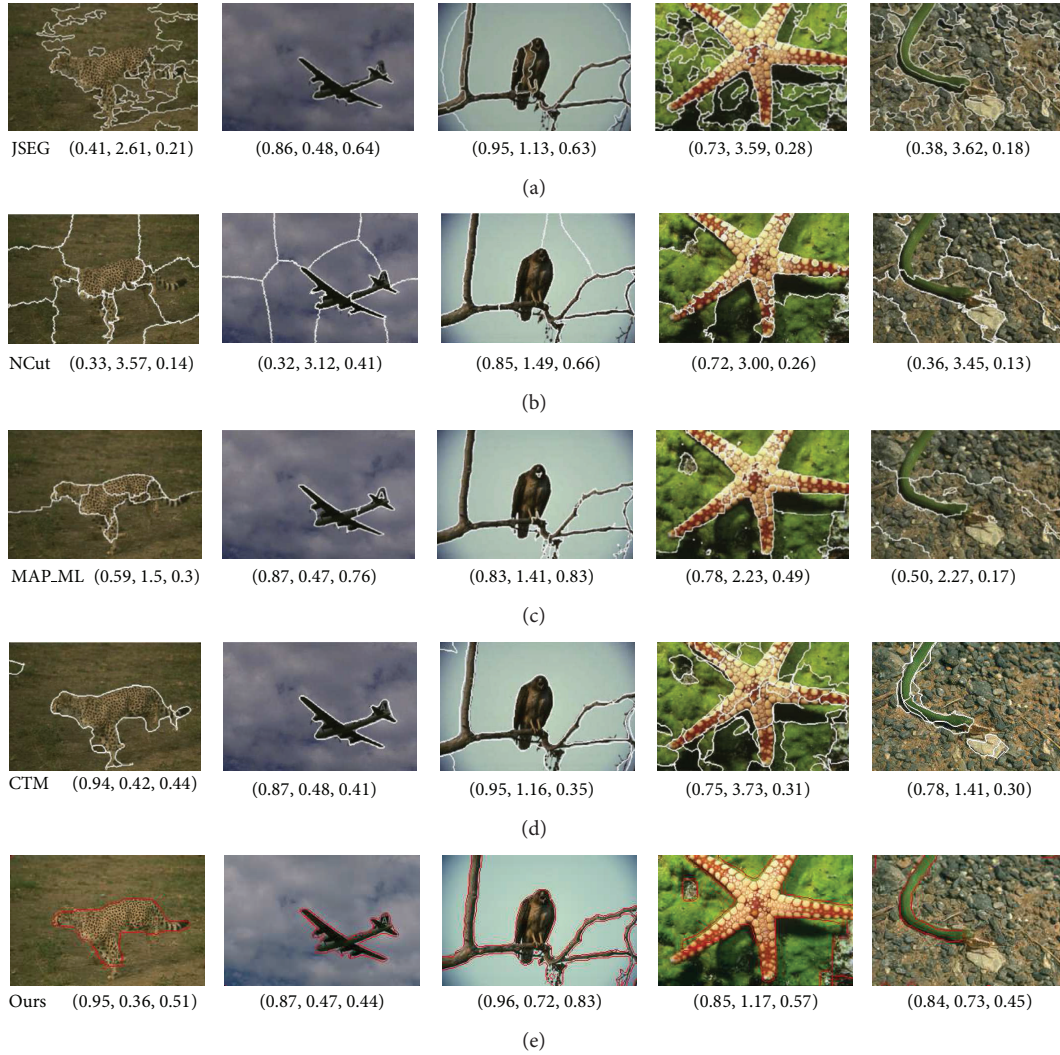 JSEG (0.41, 2.61, 0.21) (0.86, 0.48, 0.64) (0.95, 1.13, 0.63) (0.73, 3.59, 0.28) (0.38, 3.62, 0.18)
(a)
NCut (0.33, 3.57, 0.14) (0.32, 3.12, 0.41) (0.85, 1.49, 0.66) (0.72, 3.00, 0.26) (0.36, 3.45, 0.13)
(b)
MAP_ML (0.59, 1.5, 0.3) (0.87, 0.47, 0.76) (0.83, 1.41, 0.83) (0.78, 2.23, 0.49) (0.50, 2.27, 0.17)
(c)
CTM (0.94, 0.42, 0.44) (0.87, 0.48, 0.41) (0.95, 1.16, 0.35) (0.75, 3.73, 0.31) (0.78, 1.41, 0.30)
(d)
Ours (0.95, 0.36, 0.51) (0.87, 0.47, 0.44) (0.96, 0.72, 0.83) (0.85, 1.17, 0.57) (0.84, 0.73, 0.45)
(e)